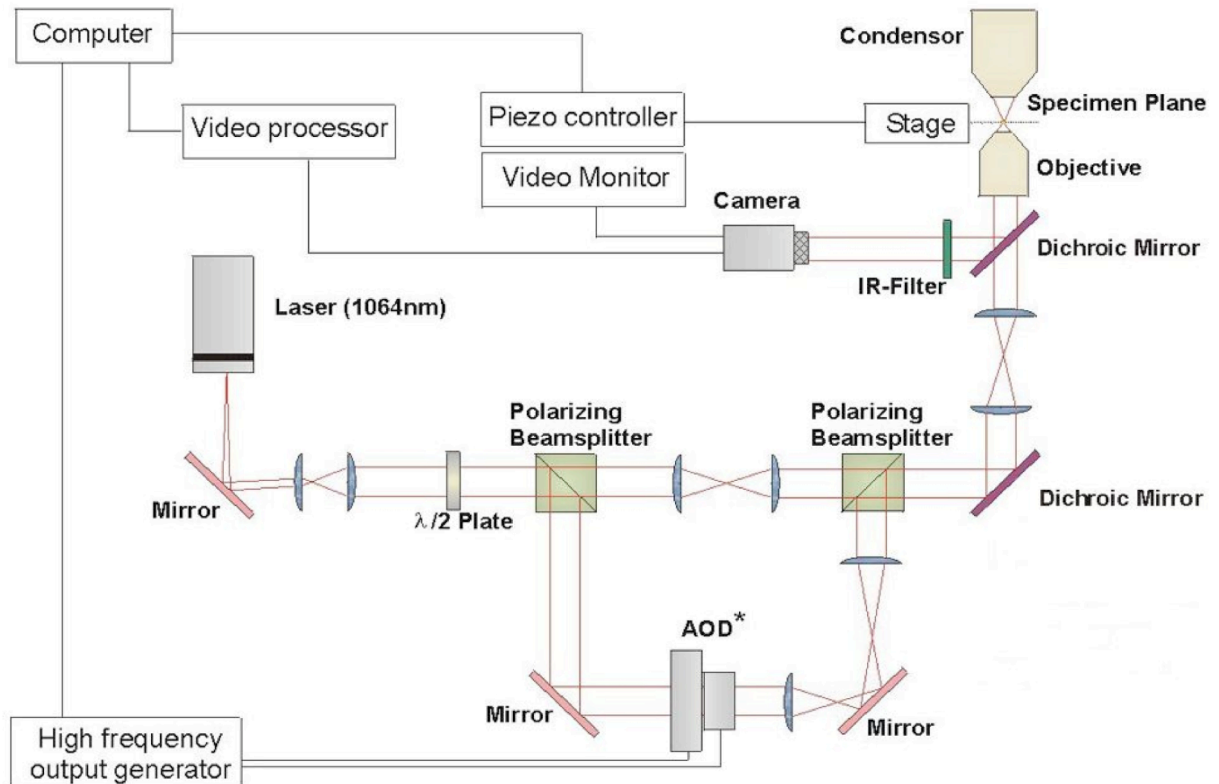 Computer
Condensor
Video processor
Piezo controller
Stage
Specimen Plane
Video Monitor
Objective
Camera
Dichroic Mirror
IR-Filter
Laser (1064nm)
Polarizing
Beamsplitter
Polarizing
Beamsplitter
Mirror
λ/2 Plate
Dichroic Mirror
AOD*
Mirror
Mirror
High frequency
output generator